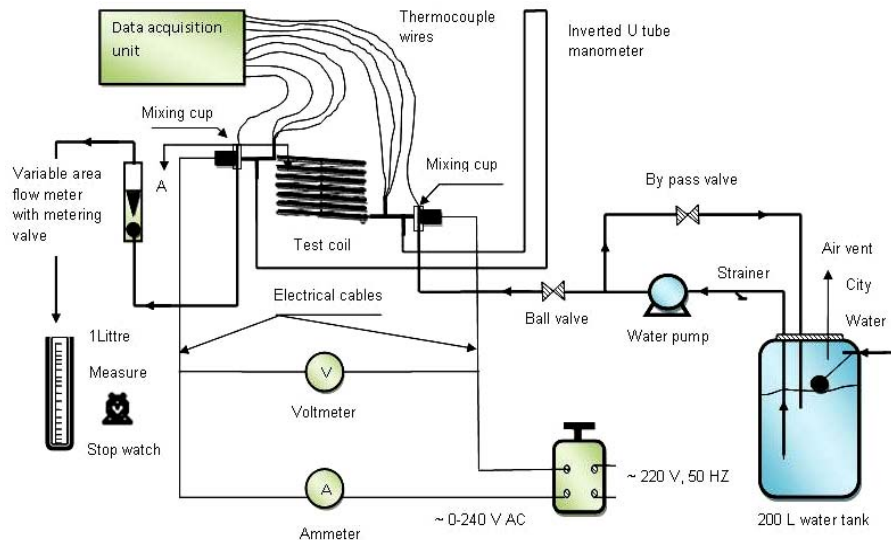 Data acquisition
unit
Thermocouple
wires
Inverted U tube
manometer
Mixing cup
Variable area
flow meter
with metering
valve
A
Mixing cup
By pass valve
Test coil
Air vent
Strainer
City
Water
Electrical cables
Ball valve
Water pump
1Littre
Measure
Stop watch
V
Voltmeter
A
Ammeter
~ 0-240 V AC
~ 220 V, 50 HZ
200 L water tank